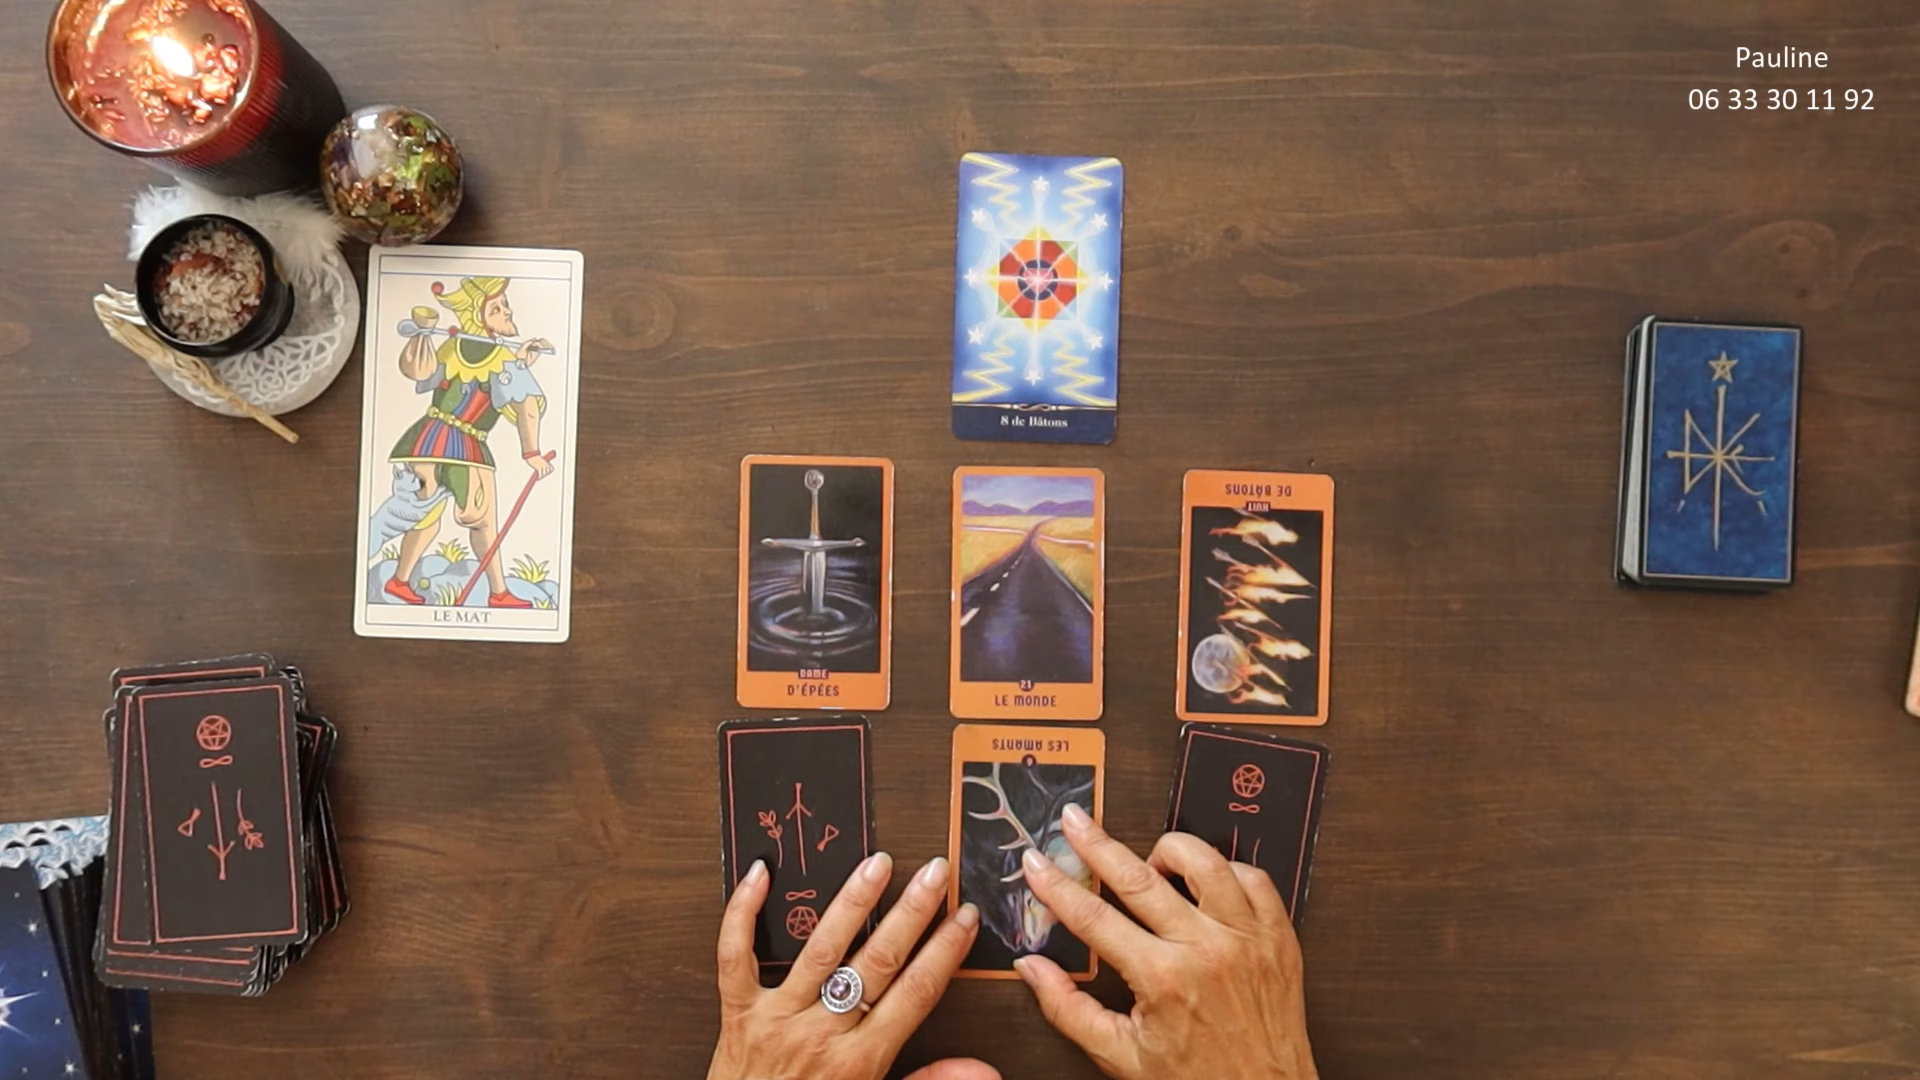 Pauline
06 33 30 11 92
8 de Bâtons
LE MAT
DAME
D'ÉPÉES
21
LE MONDE
HUIT
DE BÂTONS
LES AMANTS
6